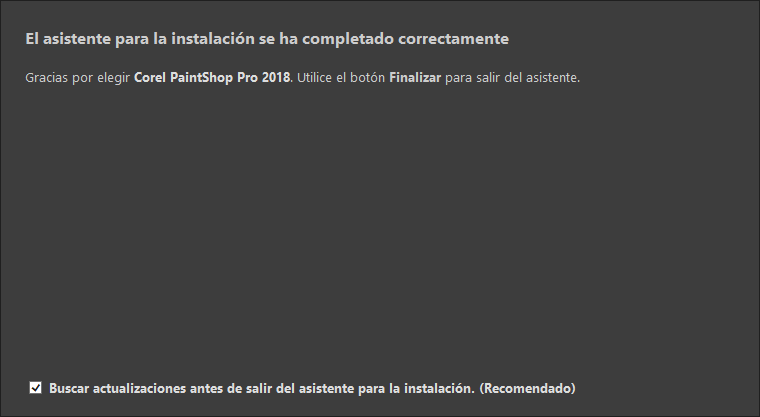 El asistente para la instalación se ha completado correctamente
Gracias por elegir Corel PaintShop Pro 2018. Utilice el botón Finalizar para salir del asistente.
Buscar actualizaciones antes de salir del asistente para la instalación. (Recomendado)